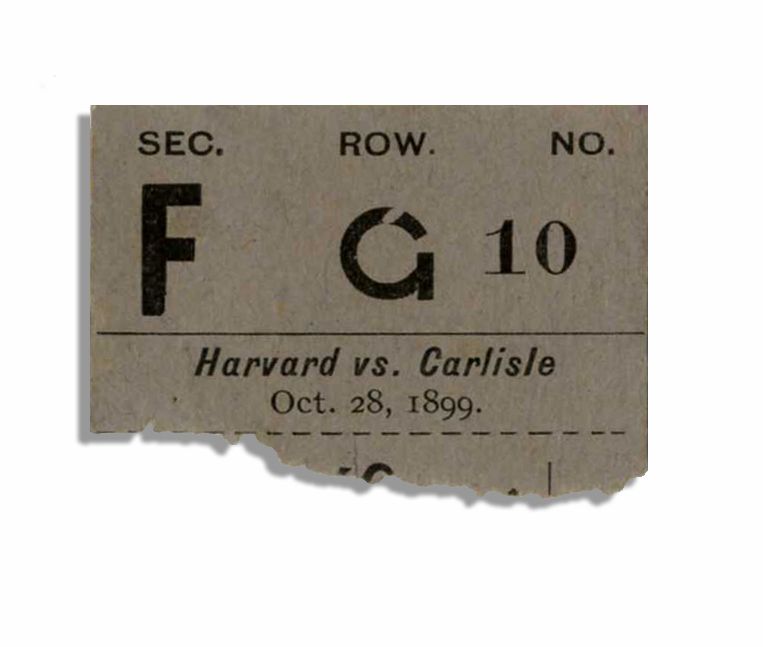 SEC. ROW. NO.
F G 10
Harvard vs. Carlisle
Oct. 28, 1899.